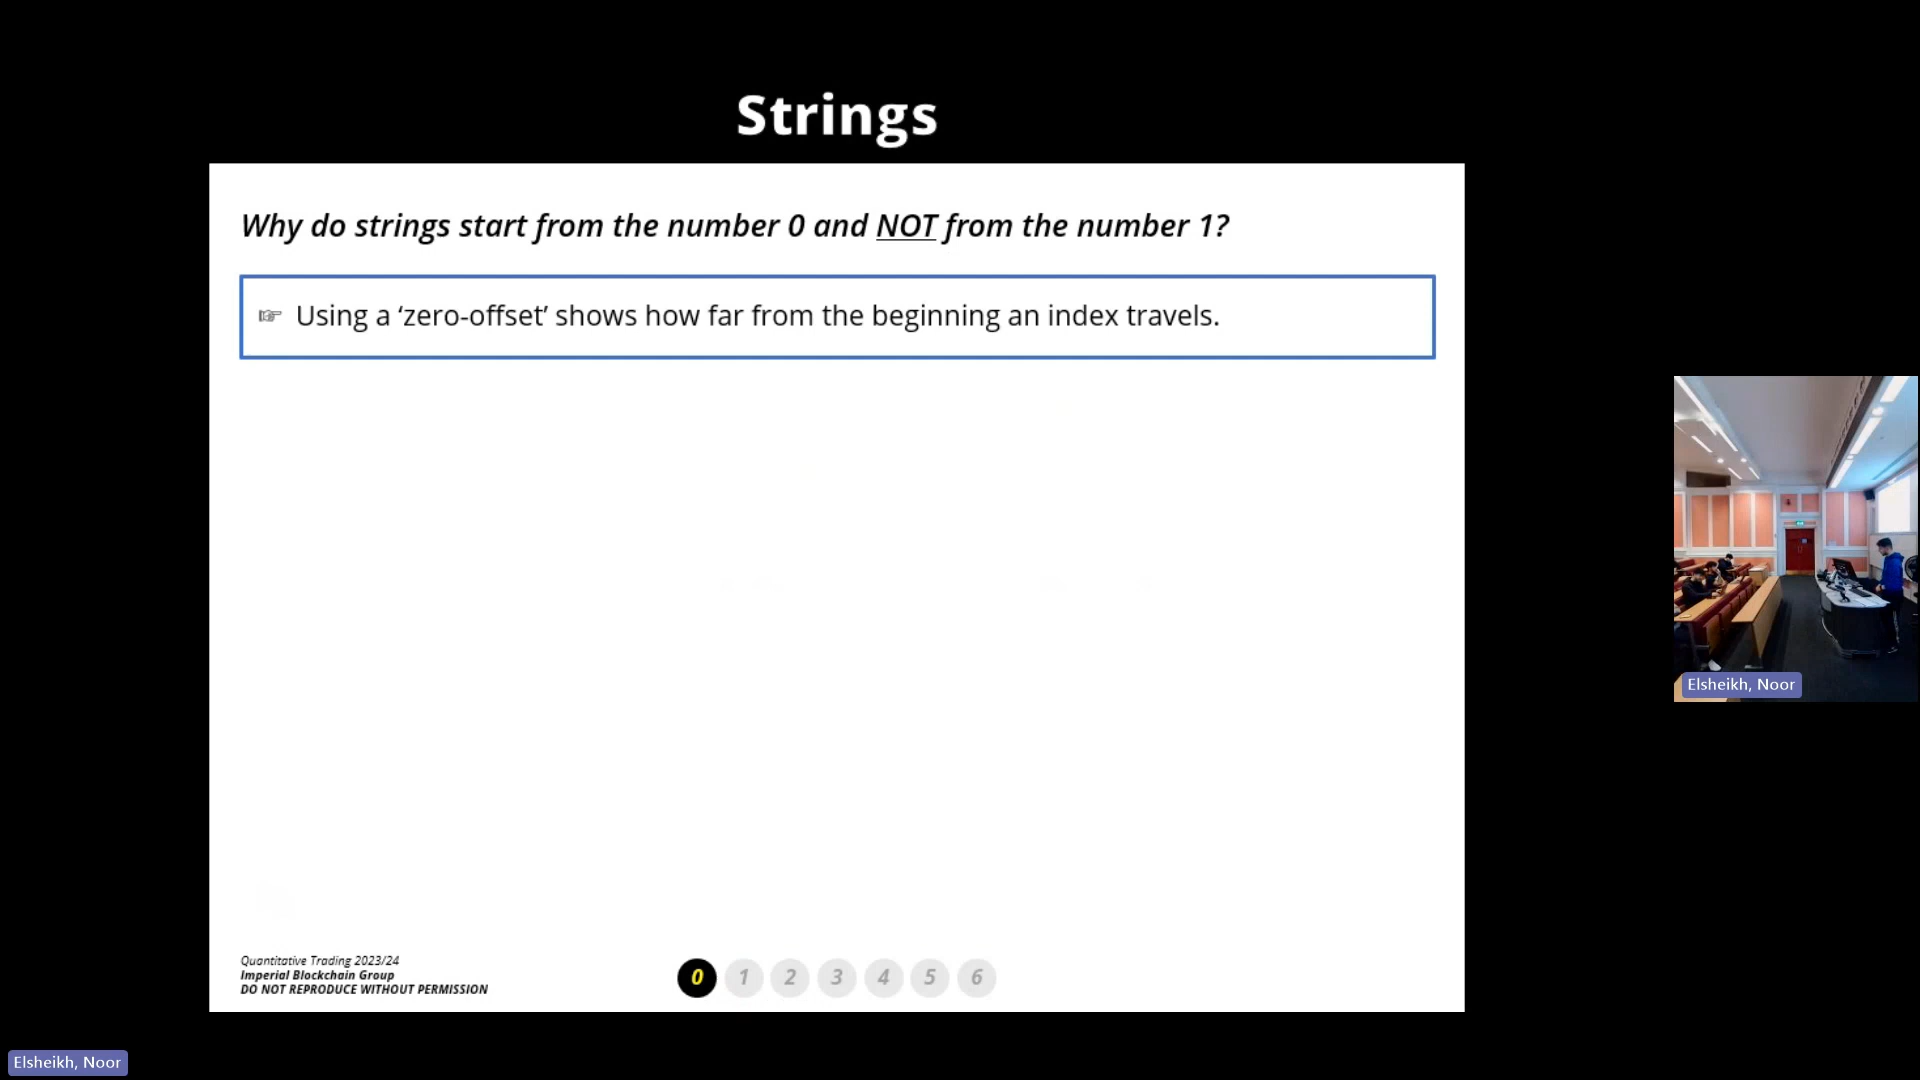 Strings
Why do strings start from the number 0 and NOT from the number 1?
☞ Using a ‘zero-offset’ shows how far from the beginning an index travels.
Quantitative Trading 2023/24
Imperial Blockchain Group
DO NOT REPRODUCE WITHOUT PERMISSION
0 1 2 3 4 5 6
Elsheikh, Noor
Elsheikh, Noor